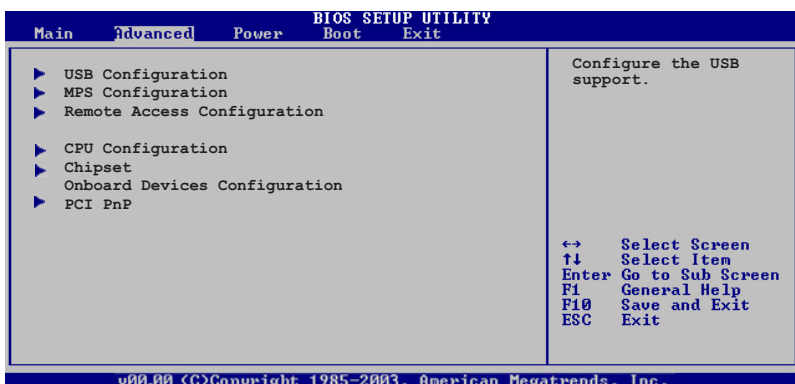 BIOS SETUP UTILITY
Main Advanced Power Boot Exit
USB Configuration
MPS Configuration
Remote Access Configuration
CPU Configuration
Chipset
Onboard Devices Configuration
PCI PnP
Configure the USB
support.
←→ Select Screen
↑↓ Select Item
Enter Go to Sub Screen
F1 General Help
F10 Save and Exit
ESC Exit
v00.00 (C)Copyright 1985-2003, American Megatrends, Inc.